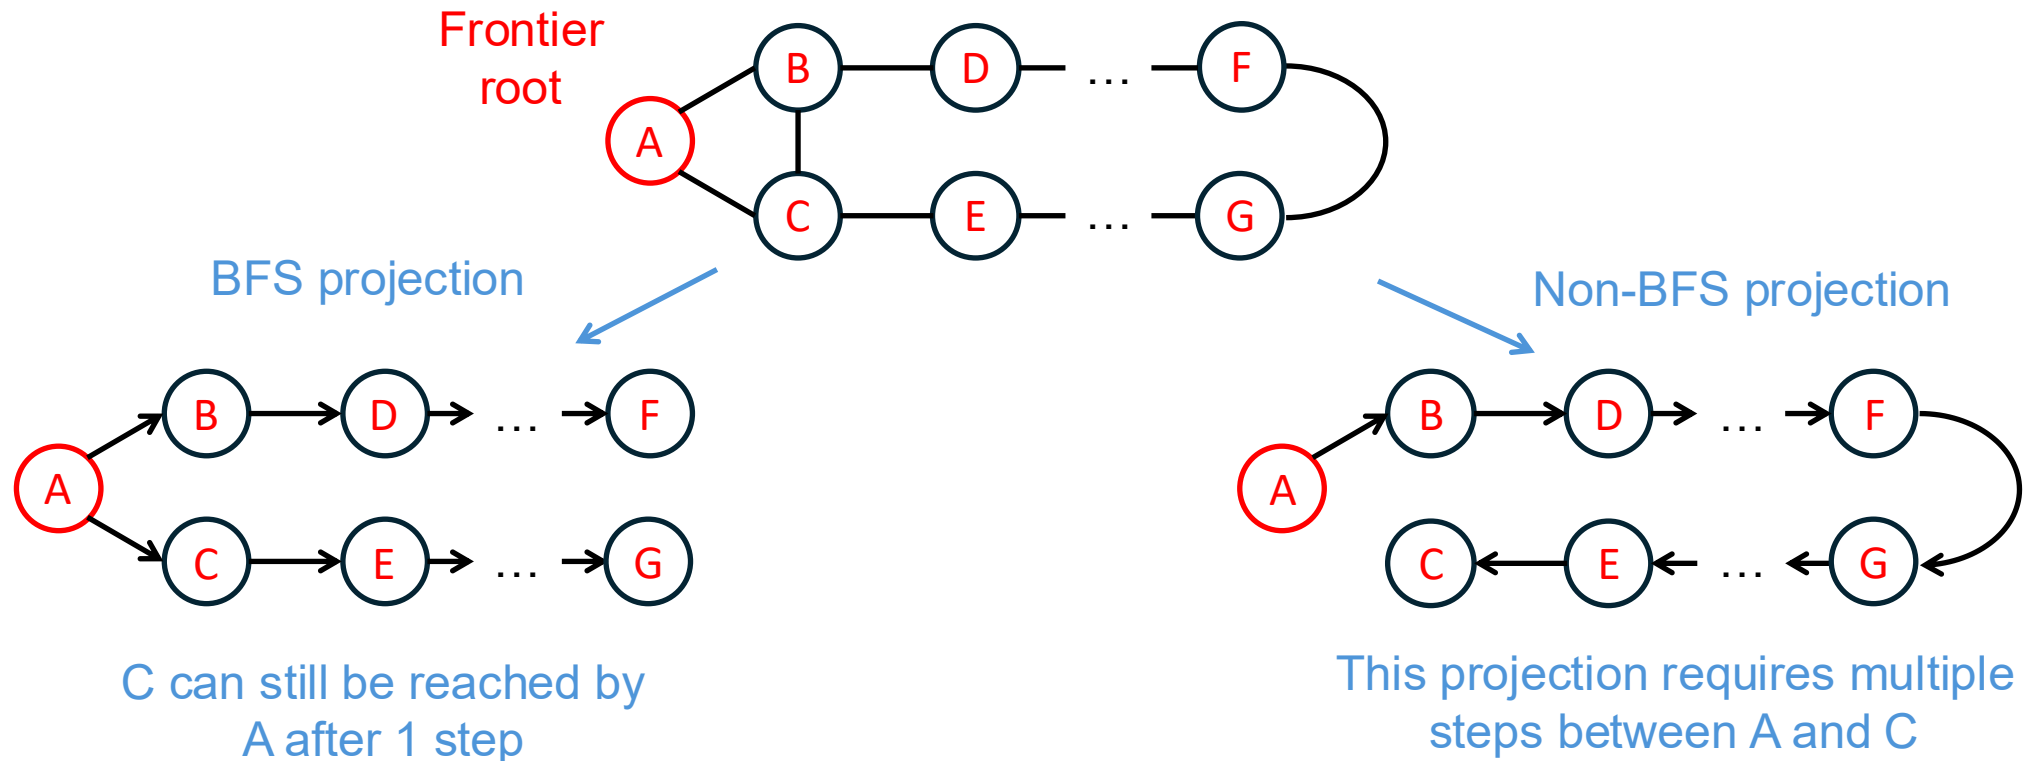 Frontier
root
A
B
D
...
F
C
E
...
G
BFS projection
Non-BFS projection
A
B
D
...
F
C
E
...
G
C can still be reached by
A after 1 step
A
B
D
...
F
C
E
...
G
This projection requires multiple
steps between A and C